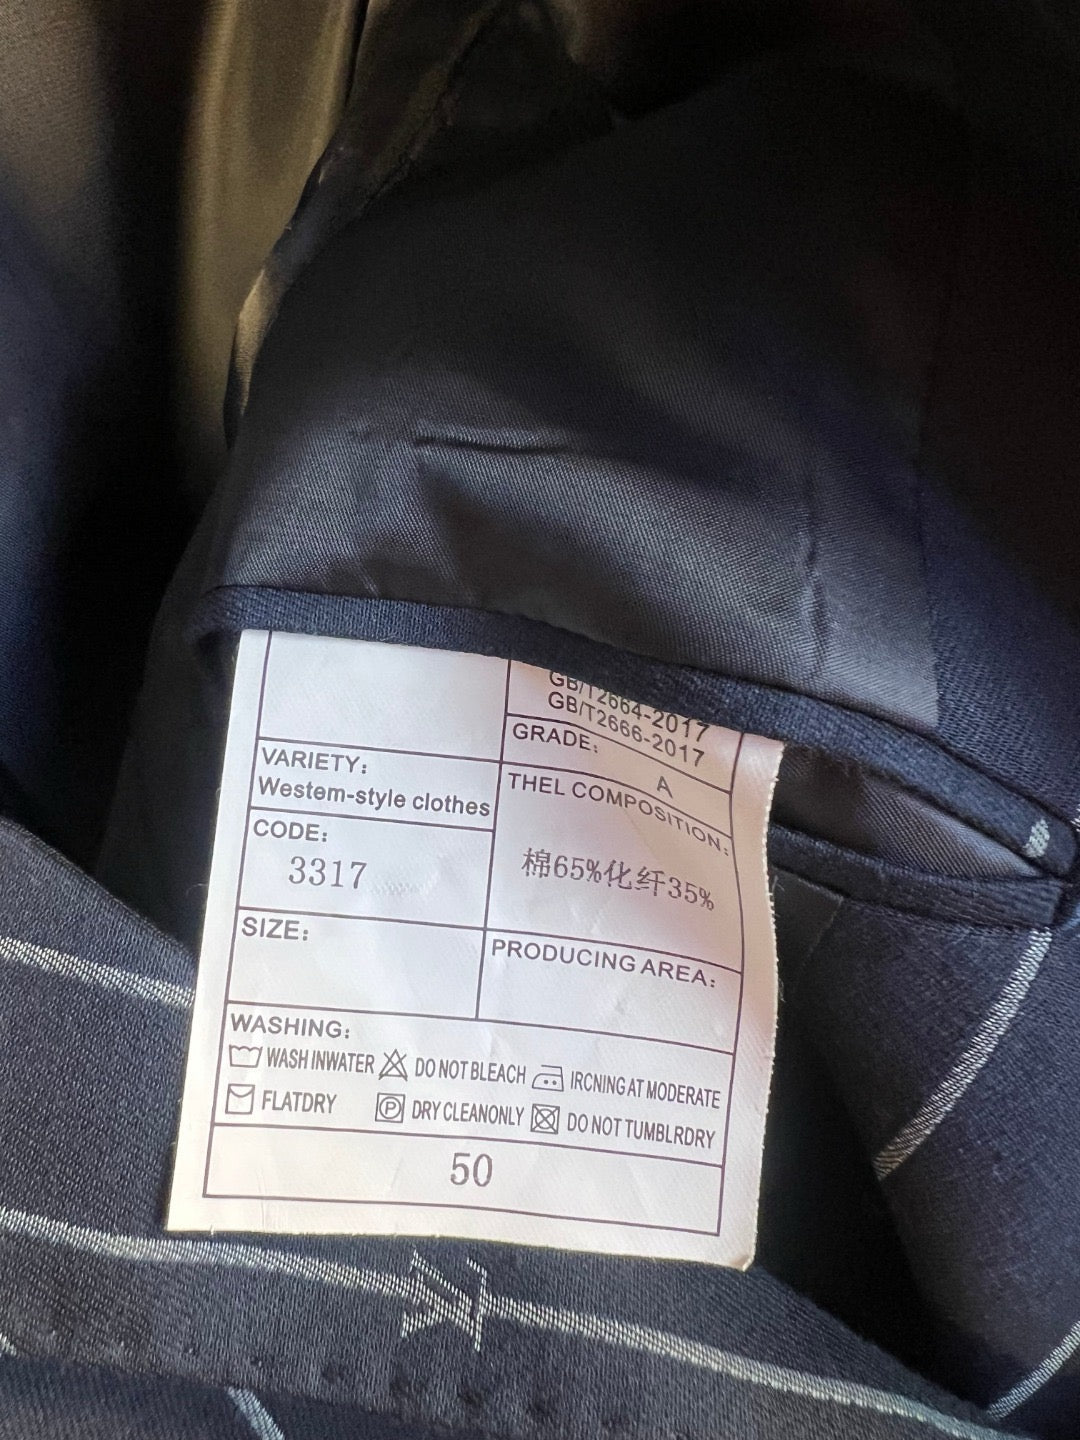 GB/T2664-2017
GB/T2666-2017
GRADE:
A
VARIETY:
Westem-style clothes
THEL COMPOSITION:
棉65%化纤35%
CODE:
3317
SIZE:
PRODUCING AREA:
WASHING:
WASH INWATER DO NOT BLEACH IRCNING AT MODERATE
FLATDRY P DRY CLEANONLY DO NOT TUMBLRDRY
50